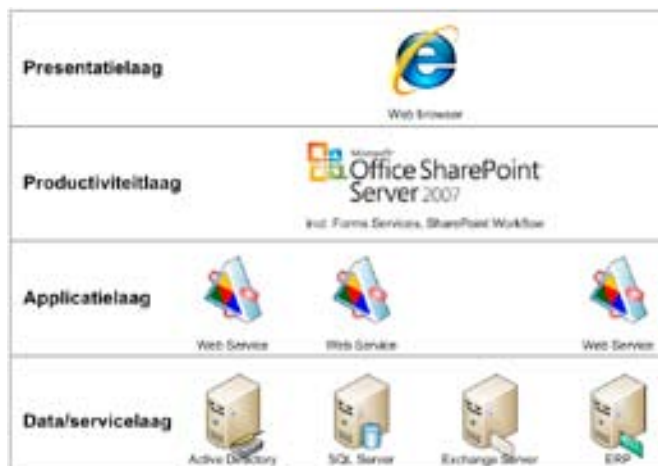 Presentatielaag
Web browser
Productiviteitlaag
Microsoft
Office SharePoint
Server 2007
incl. Forms Services, SharePoint Workflow
Applicatielaag
Web Service Web Service Web Service
Data/servicelaag
Active Directory SQL Server Exchange Server ERP